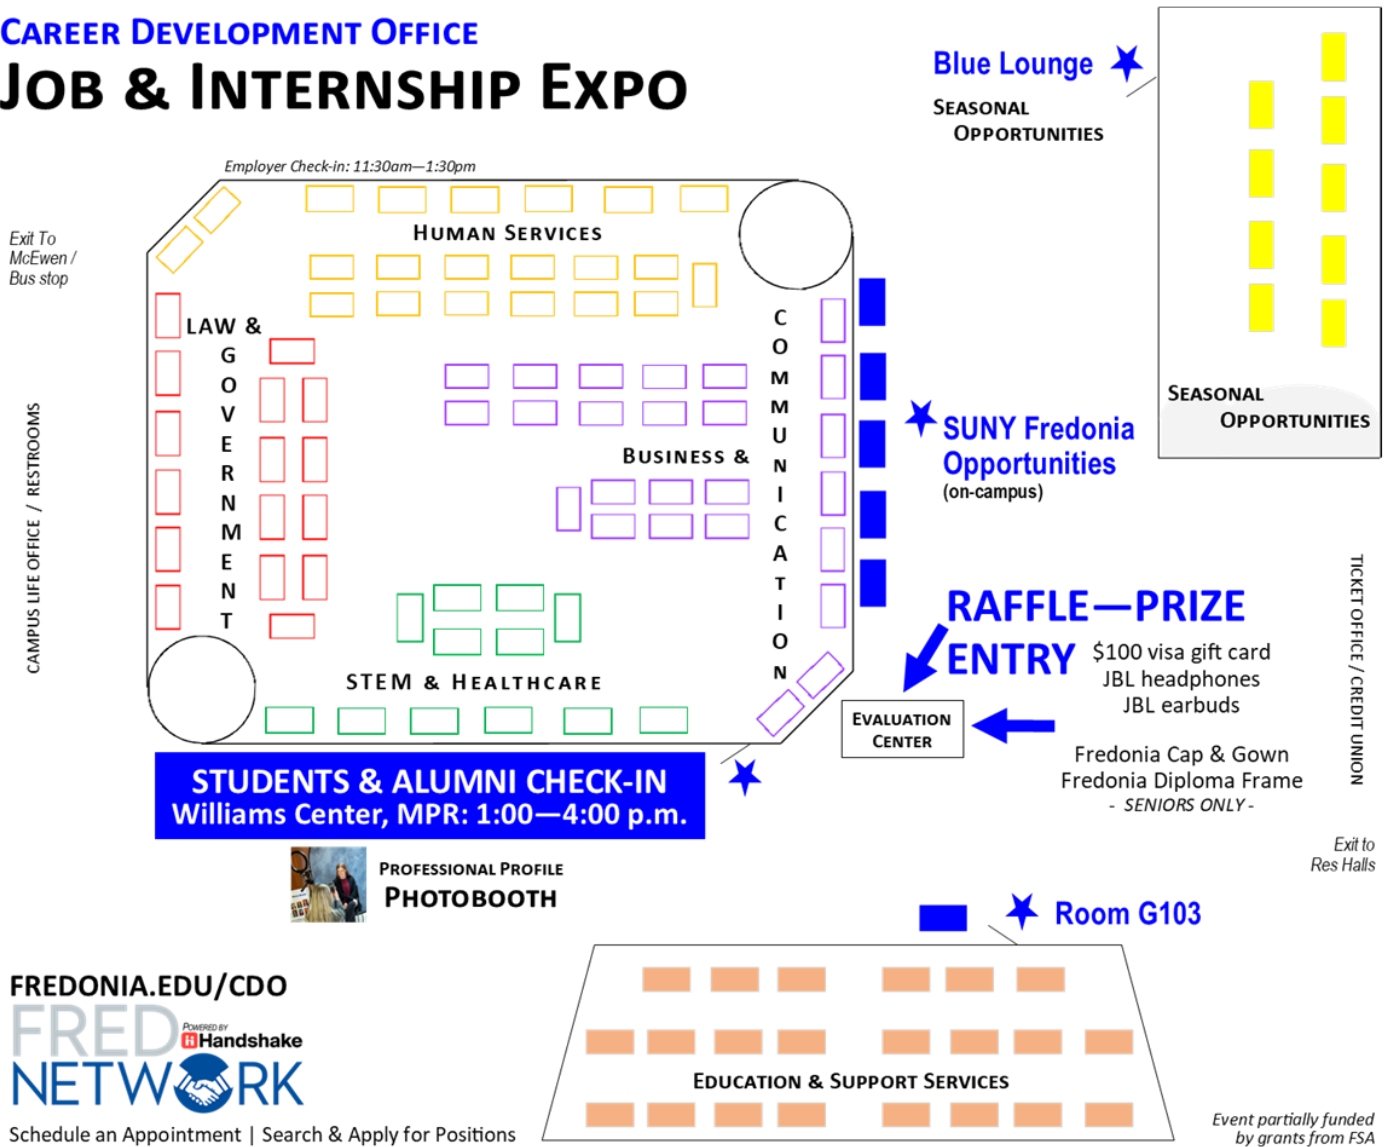 CAREER DEVELOPMENT OFFICE
JOB & INTERNSHIP EXPO
Employer Check-in: 11:30am—1:30pm
Blue Lounge
SEASONAL
OPPORTUNITIES
Exit To
McEwen /
Bus stop
HUMAN SERVICES
LAW &
GOVERNMENT
COMMUNICATION
BUSINESS &
SEASONAL
OPPORTUNITIES
SUNY Fredonia
Opportunities
(on-campus)
CAMPUS LIFE OFFICE / RESTROOMS
STEM & HEALTHCARE
RAFFLE—PRIZE
ENTRY
$100 visa gift card
JBL headphones
JBL earbuds
EVALUATION
CENTER
Fredonia Cap & Gown
Fredonia Diploma Frame
- SENIORS ONLY -
TICKET OFFICE / CREDIT UNION
STUDENTS & ALUMNI CHECK-IN
Williams Center, MPR: 1:00—4:00 p.m.
Exit to
Res Halls
PROFESSIONAL PROFILE
PHOTOBOOTH
Room G103
FREDONIA.EDU/CDO
FRED
POWERED BY
Handshake
NETWORK
Schedule an Appointment | Search & Apply for Positions
EDUCATION & SUPPORT SERVICES
Event partially funded
by grants from FSA